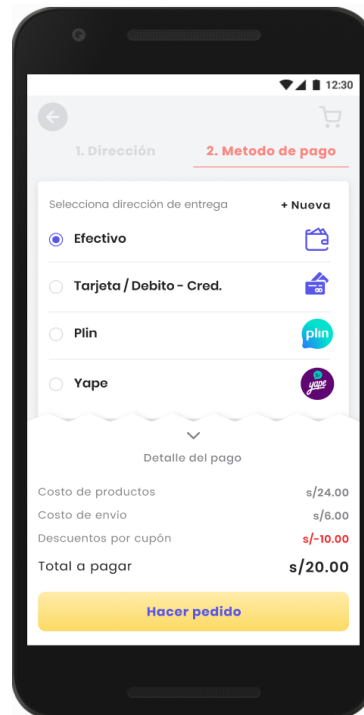 12:30
1. Dirección 2. Metodo de pago
Selecciona dirección de entrega + Nueva
Efectivo
Tarjeta / Debito - Cred.
Plin plin
Yape yape
Detalle del pago
Costo de productos s/24.00
Costo de envío s/6.00
Descuentos por cupón s/-10.00
Total a pagar s/20.00
Hacer pedido